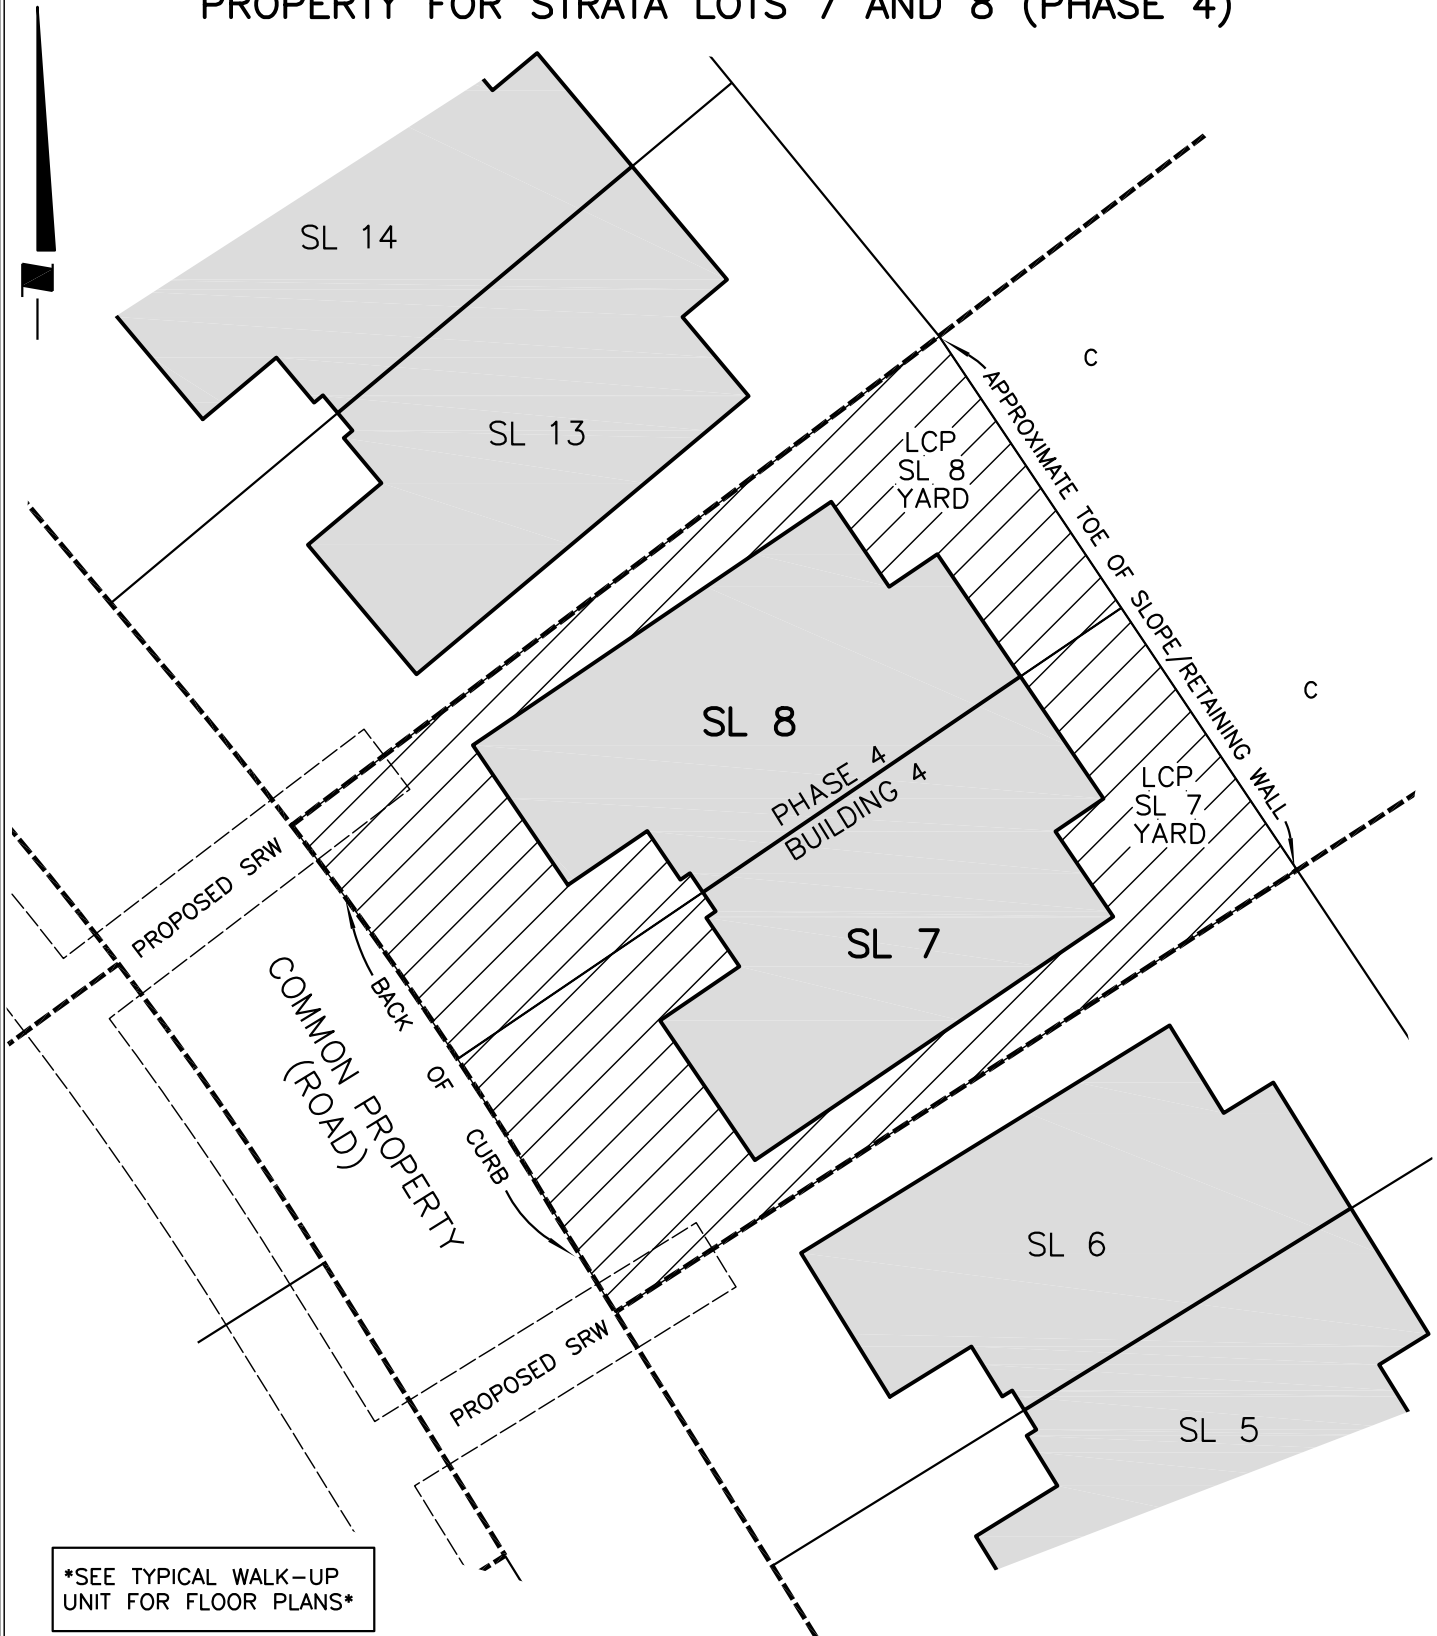 PROPERTY FOR STRATA LOTS 7 AND 8 (PHASE 4)
SL 14
SL 13
C
APPROXIMATE TOE OF SLOPE/RETAINING WALL
LCP
SL 8
YARD
C
SL 8
PHASE 4
BUILDING 4
LCP
SL 7
YARD
PROPOSED SRW
SL 7
BACK OF CURB
COMMON PROPERTY
(ROAD)
SL 6
PROPOSED SRW
SL 5
*SEE TYPICAL WALK-UP
UNIT FOR FLOOR PLANS*